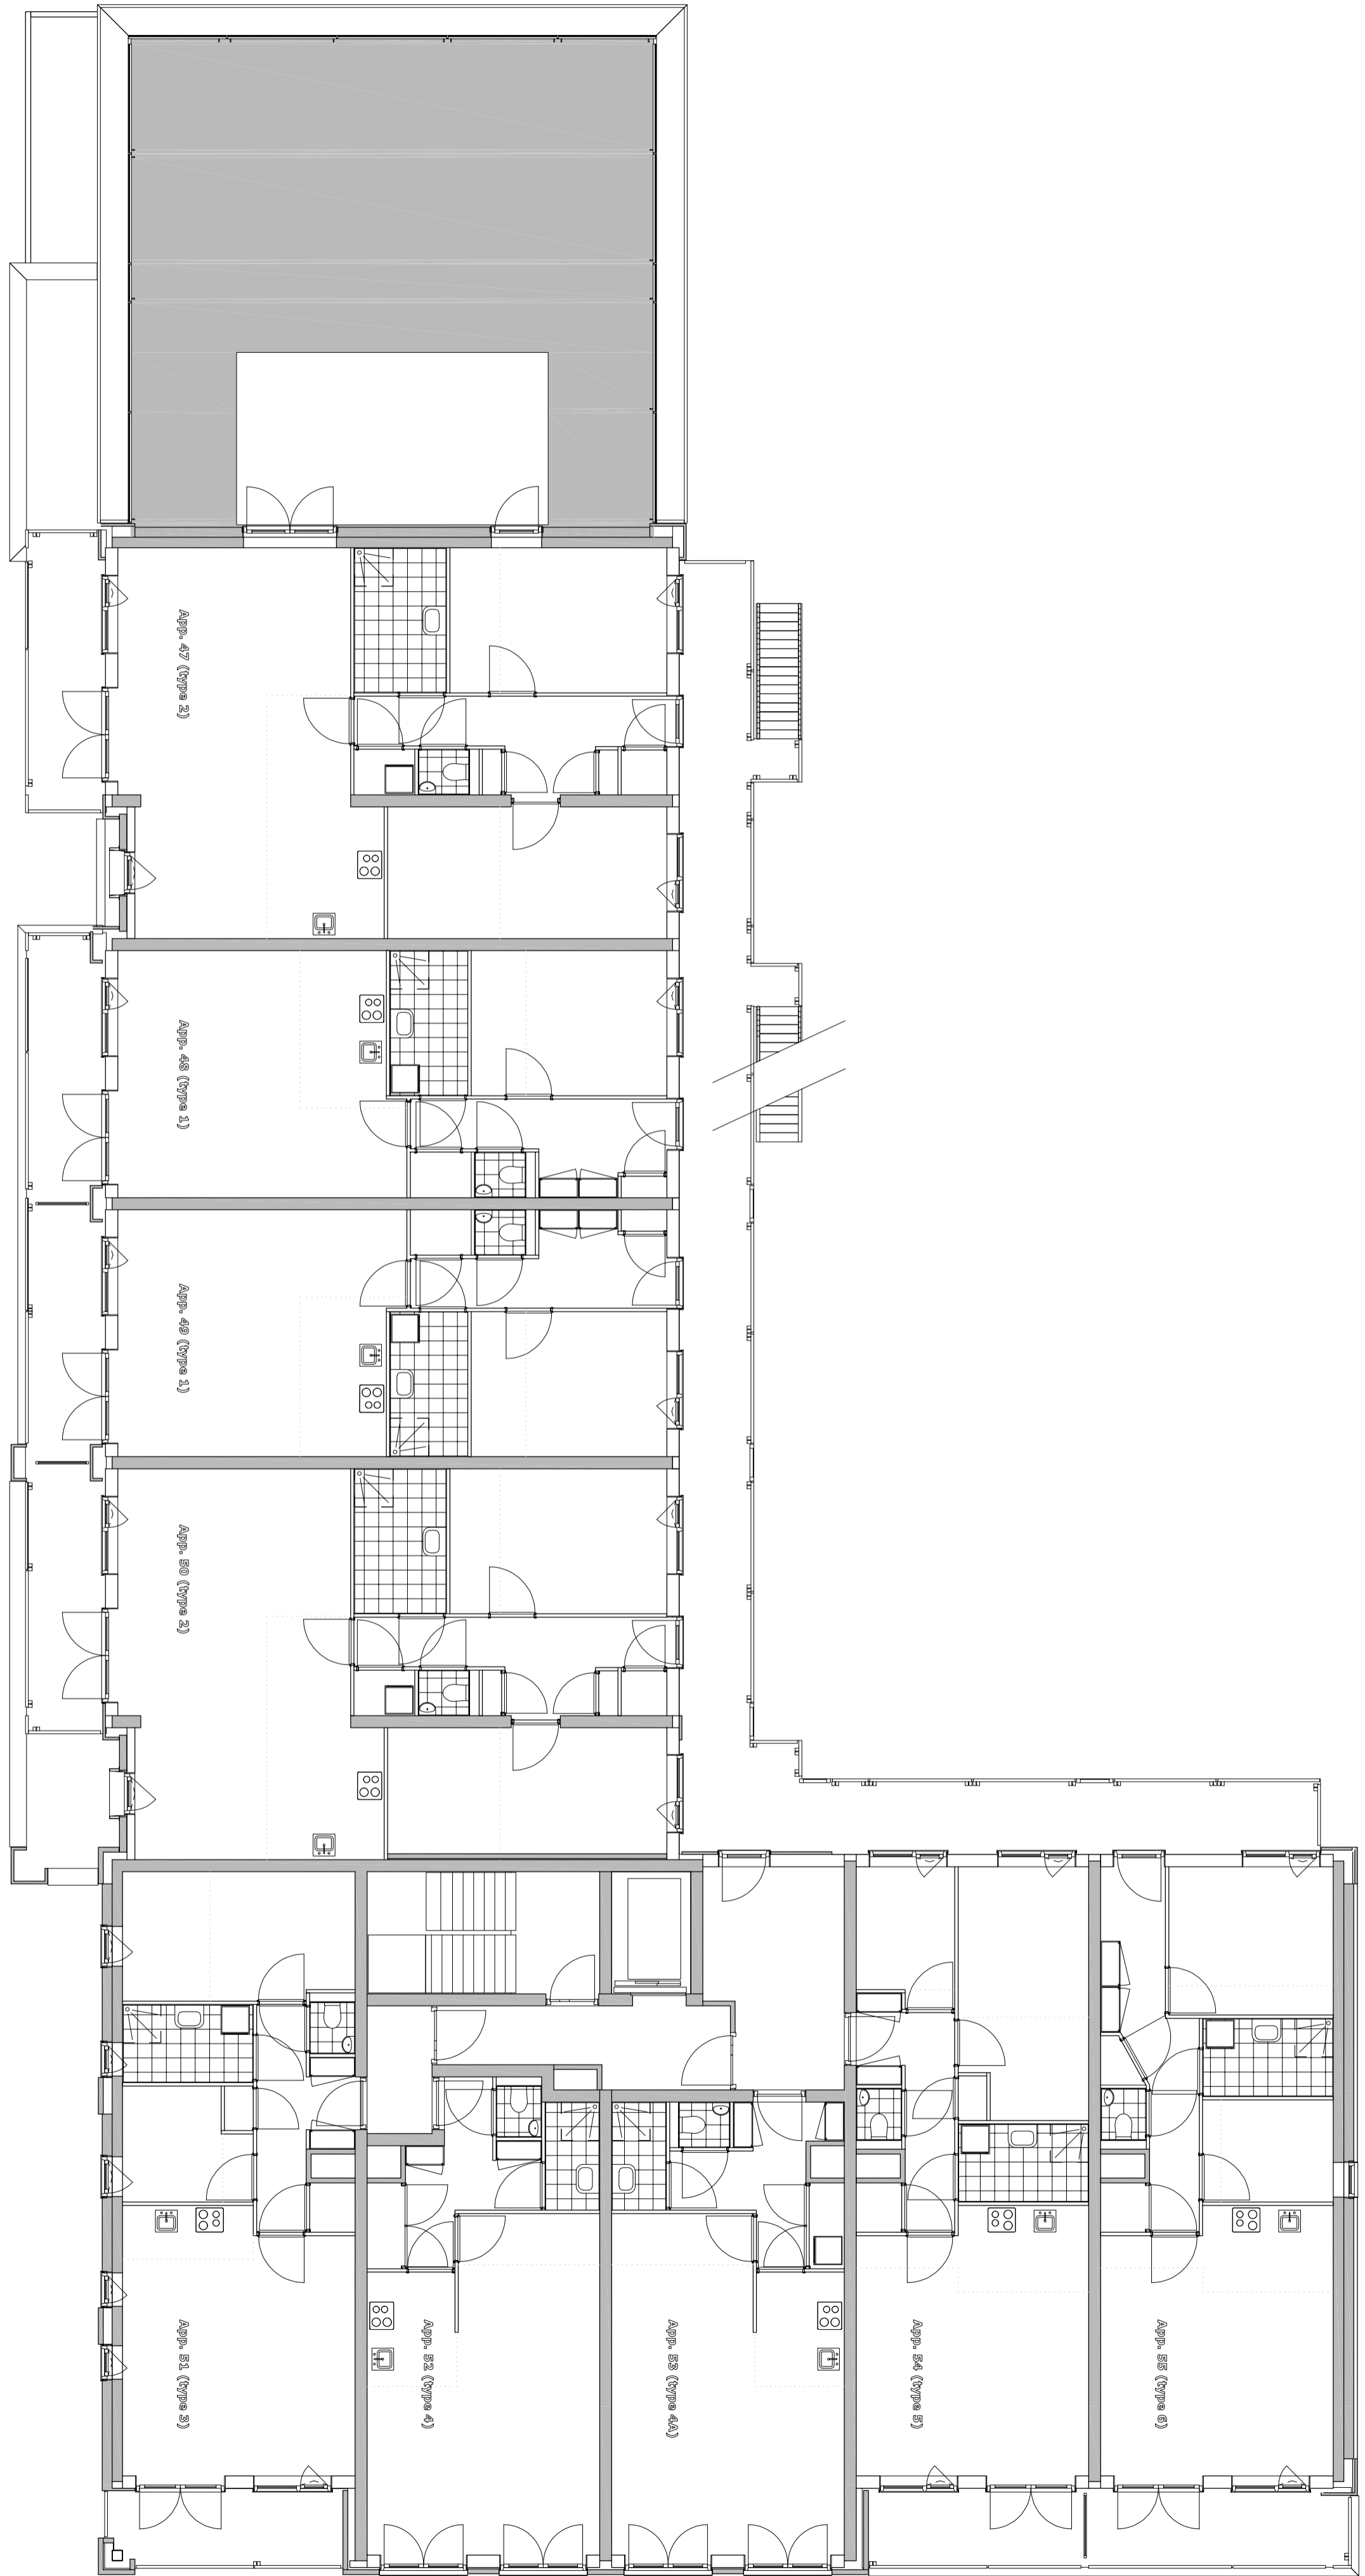 App. 47 (type 2)
App. 48 (type 1)
App. 49 (type 1)
App. 50 (type 2)
App. 51 (type 3)
App. 52 (type 4)
App. 53 (type 4A)
App. 54 (type 5)
App. 55 (type 6)